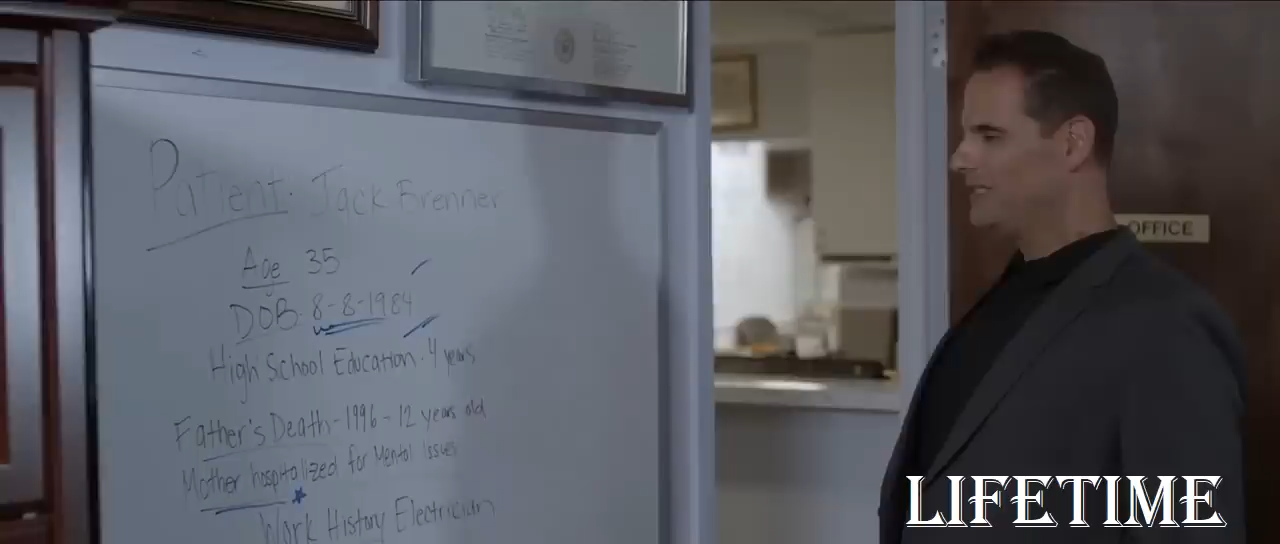 Patient: Jack Brenner
Age 35
DOB: 8-8-1984
High School Education - 4 years
Father's Death - 1996 - 12 years old
Mother hospitalized for Mental Issues
Work History Electrician
OFFICE
LIFETIME